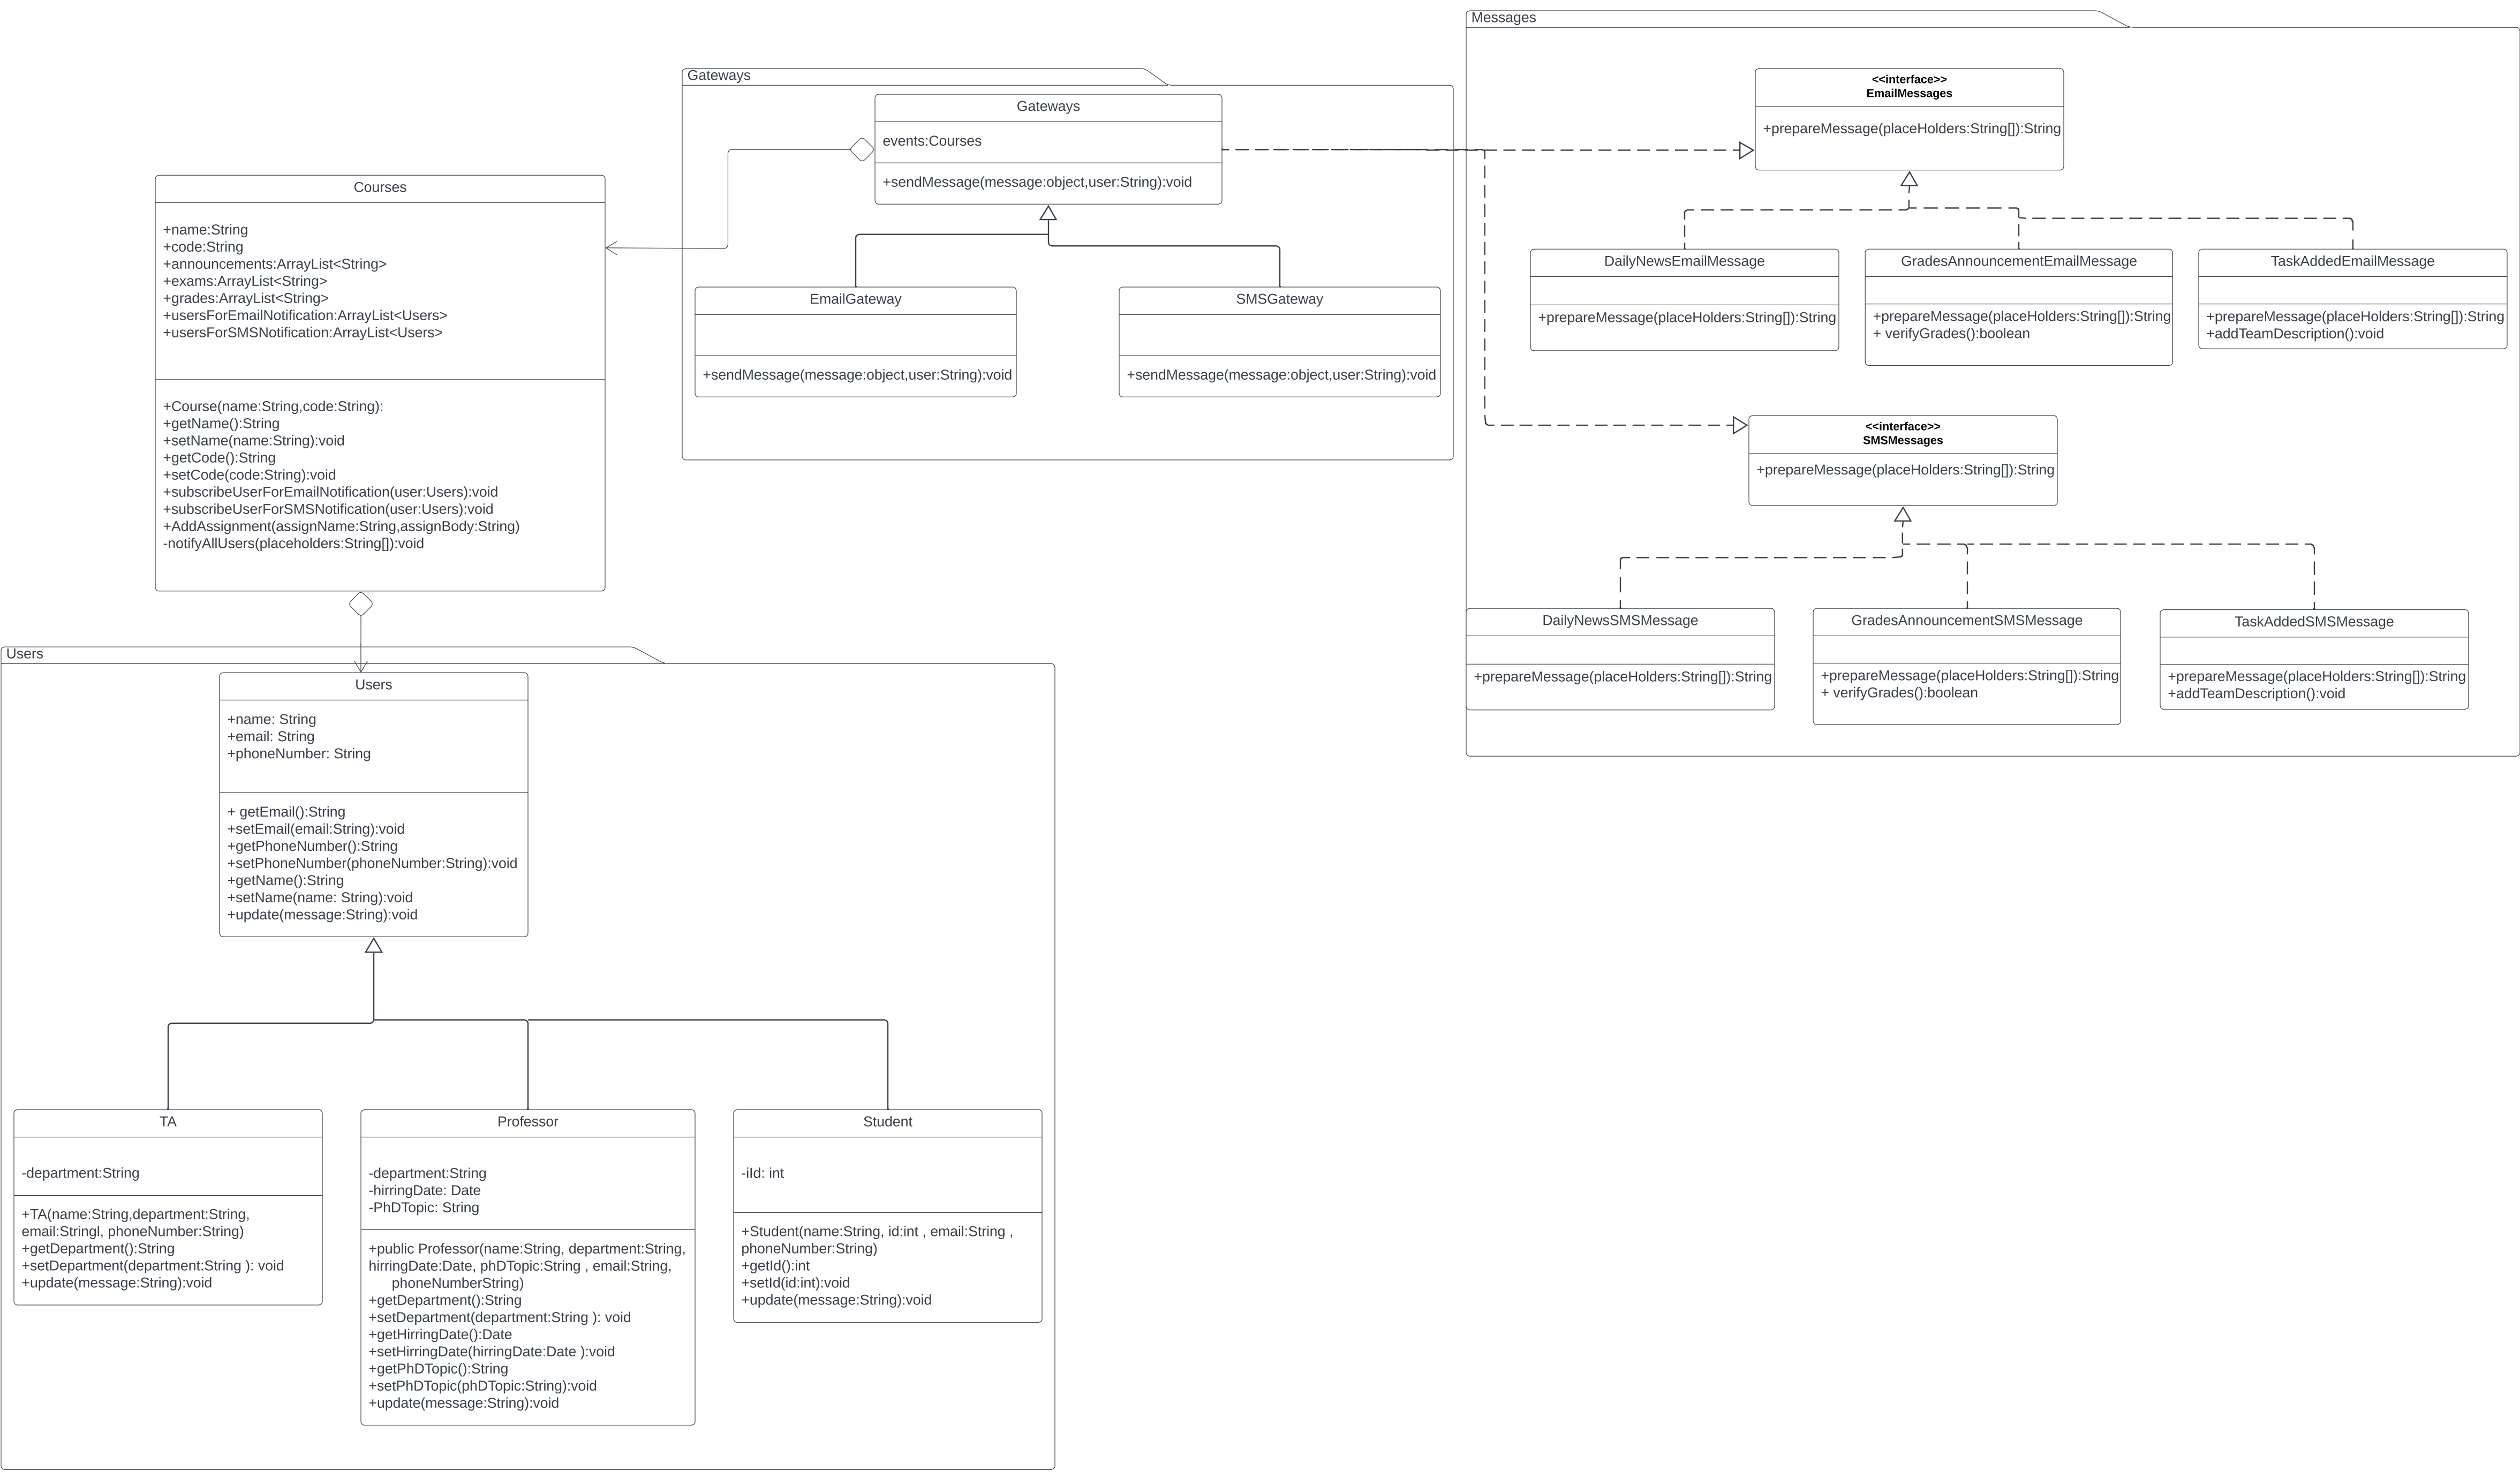 Messages
<<interface>>
EmailMessages
+prepareMessage(placeHolders:String[]):String
DailyNewsEmailMessage
+prepareMessage(placeHolders:String[]):String
GradesAnnouncementEmailMessage
+prepareMessage(placeHolders:String[]):String
+ verifyGrades():boolean
TaskAddedEmailMessage
+prepareMessage(placeHolders:String[]):String
+addTeamDescription():void
<<interface>>
SMSMessages
+prepareMessage(placeHolders:String[]):String
DailyNewsSMSMessage
+prepareMessage(placeHolders:String[]):String
GradesAnnouncementSMSMessage
+prepareMessage(placeHolders:String[]):String
+ verifyGrades():boolean
TaskAddedSMSMessage
+prepareMessage(placeHolders:String[]):String
+addTeamDescription():void
Gateways
Gateways
events:Courses
+sendMessage(message:object,user:String):void
EmailGateway
+sendMessage(message:object,user:String):void
SMSGateway
+sendMessage(message:object,user:String):void
Courses
+name:String
+code:String
+announcements:ArrayList<String>
+exams:ArrayList<String>
+grades:ArrayList<String>
+usersForEmailNotification:ArrayList<Users>
+usersForSMSNotification:ArrayList<Users>
+Course(name:String,code:String):
+getName():String
+setName(name:String):void
+getCode():String
+setCode(code:String):void
+subscribeUserForEmailNotification(user:Users):void
+subscribeUserForSMSNotification(user:Users):void
+AddAssignment(assignName:String,assignBody:String)
-notifyAllUsers(placeholders:String[]):void
Users
Users
+name: String
+email: String
+phoneNumber: String
+ getEmail():String
+setEmail(email:String):void
+getPhoneNumber():String
+setPhoneNumber(phoneNumber:String):void
+getName():String
+setName(name: String):void
+update(message:String):void
TA
-department:String
+TA(name:String,department:String,
email:Stringl, phoneNumber:String)
+getDepartment():String
+setDepartment(department:String ): void
+update(message:String):void
Professor
-department:String
-hirringDate: Date
-PhDTopic: String
+public Professor(name:String, department:String,
hirringDate:Date, phDTopic:String , email:String,
phoneNumberString)
+getDepartment():String
+setDepartment(department:String ): void
+getHirringDate():Date
+setHirringDate(hirringDate:Date ):void
+getPhDTopic():String
+setPhDTopic(phDTopic:String):void
+update(message:String):void
Student
-iId: int
+Student(name:String, id:int , email:String ,
phoneNumber:String)
+getId():int
+setId(id:int):void
+update(message:String):void